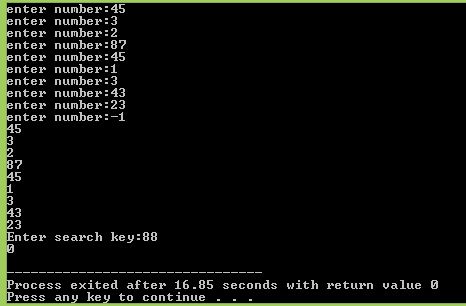 enter number:45
enter number:3
enter number:2
enter number:87
enter number:45
enter number:1
enter number:3
enter number:43
enter number:23
enter number:-1
45
3
2
87
45
1
3
43
23
Enter search key:88
0
--------------------------------
Process exited after 16.85 seconds with return value 0
Press any key to continue . . .